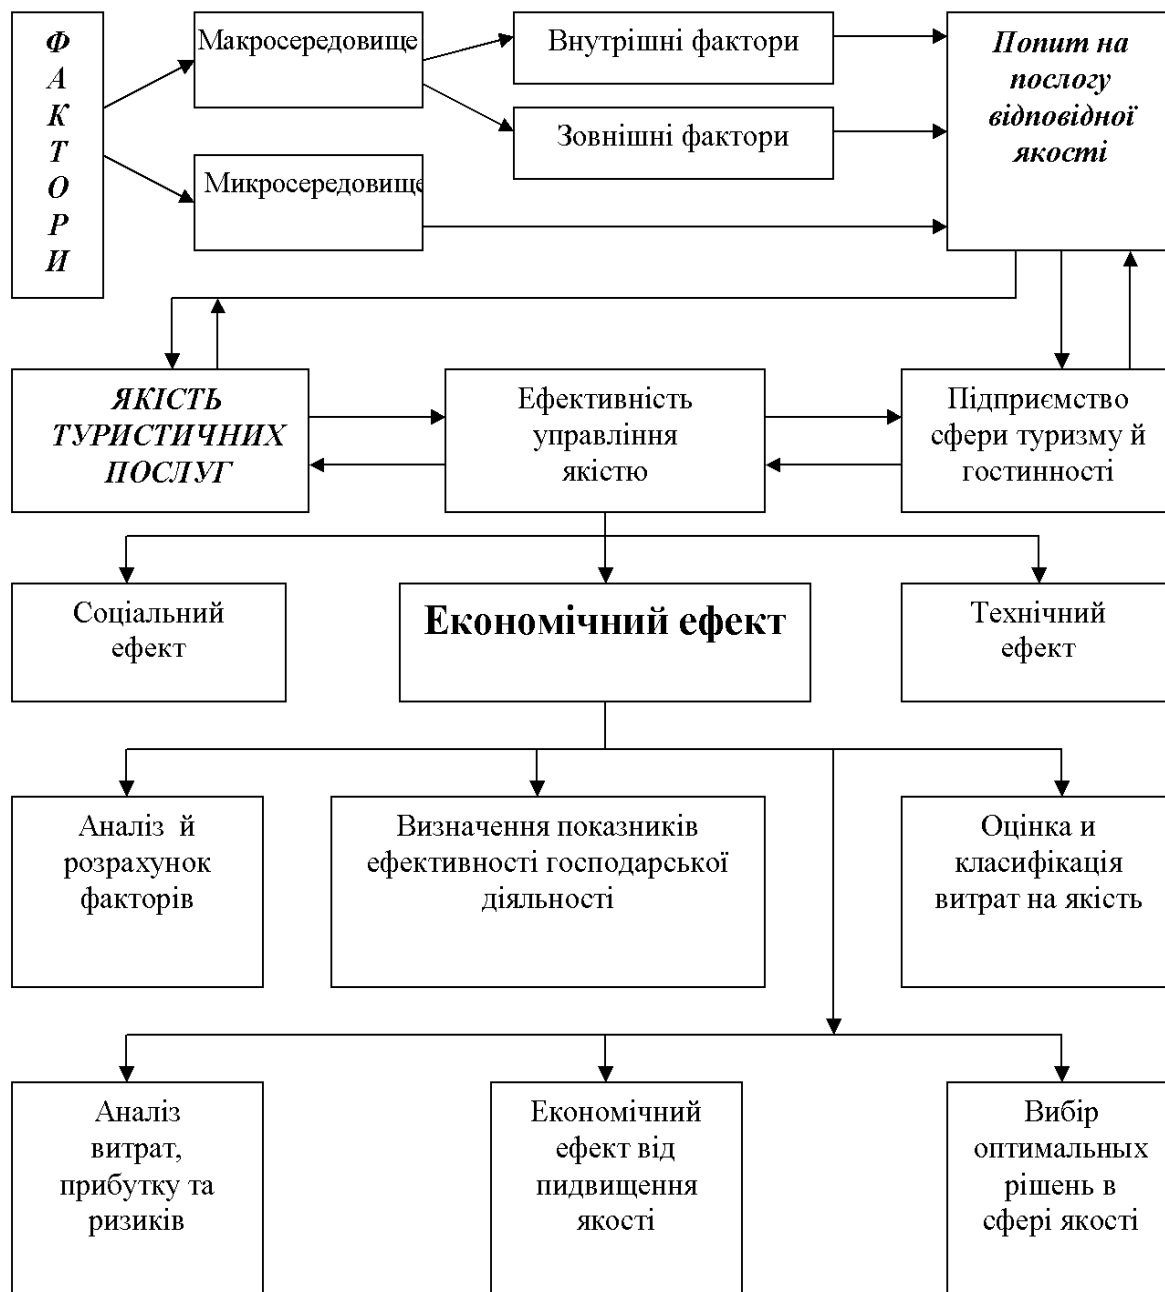 ФАКТОРИ
Макросередовище
Внутрішні фактори
Попит на
послогу
відповідної
якості
Зовнішні фактори
Микросередовище
ЯКІСТЬ
ТУРИСТИЧНИХ
ПОСЛУГ
Ефективність
управління
якістю
Підприємство
сфери туризму й
гостинності
Соціальний
ефект
Економічний ефект
Технічний
ефект
Аналіз й
розрахунок
факторів
Визначення показників
ефективності господарської
діяльності
Оцінка и
класифікація
витрат на якість
Аналіз
витрат,
прибутку та
ризиків
Економічний
ефект від
пидвищення
якості
Вибір
оптимальных
рішень в
сфері якості